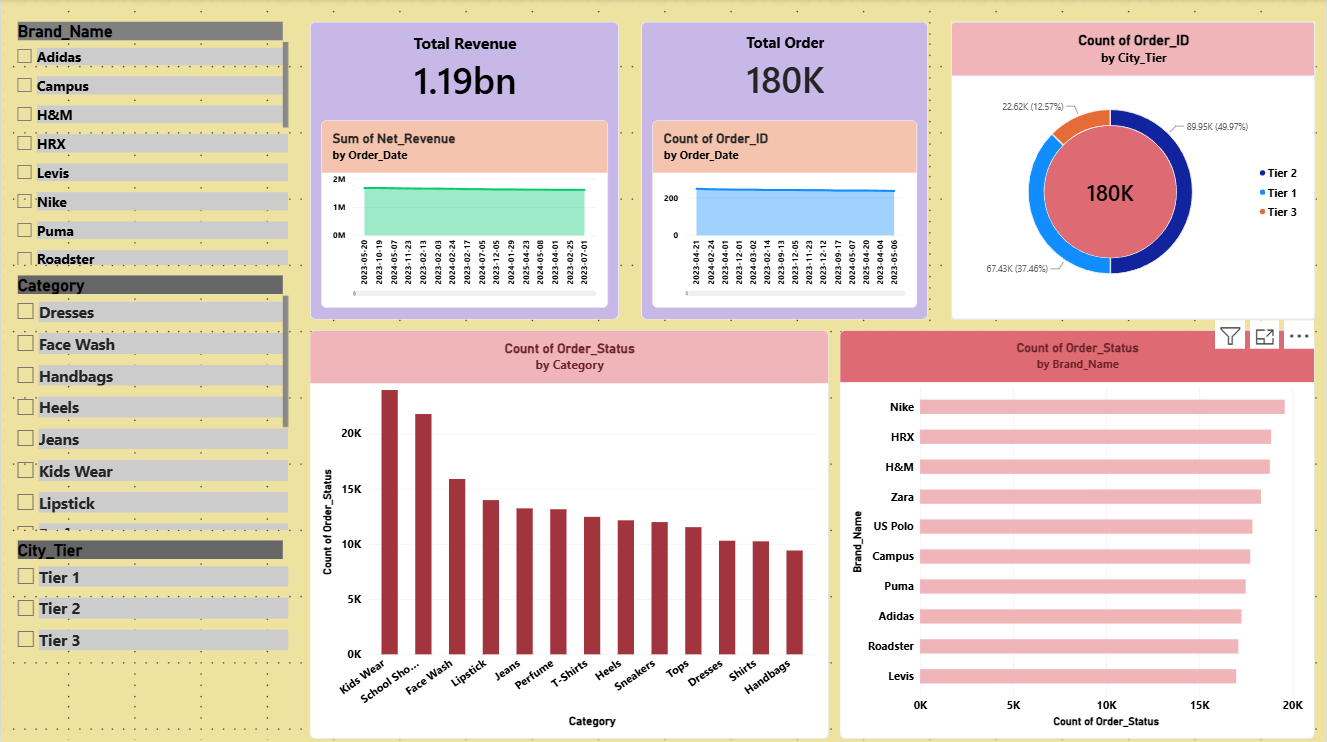 Brand_Name
Adidas
Campus
H&M
HRX
Levis
Nike
Puma
Roadster
Category
Dresses
Face Wash
Handbags
Heels
Jeans
Kids Wear
Lipstick
City_Tier
Tier 1
Tier 2
Tier 3
Total Revenue
1.19bn
Sum of Net_Revenue
by Order_Date
2M
1M
0M
2023-05-20
2023-10-19
2024-05-07
2023-11-23
2023-02-13
2023-02-03
2024-02-24
2023-02-17
2024-07-05
2023-12-05
2024-01-29
2025-04-23
2024-05-08
2023-04-01
2023-02-25
2023-07-01
Total Order
180K
Count of Order_ID
by Order_Date
200
0
2023-04-21
2024-02-24
2023-04-01
2024-12-01
2024-03-02
2023-02-14
2023-09-13
2023-12-05
2023-11-23
2023-12-12
2023-09-17
2024-05-07
2023-04-20
2025-04-20
2023-04-04
2023-05-06
Count of Order_ID
by City_Tier
22.62K (12.57%)
89.95K (49.97%)
67.43K (37.46%)
180K
Tier 2
Tier 1
Tier 3
Count of Order_Status
by Category
Count of Order_Status
20K
15K
10K
5K
0K
Kids Wear
School Sho...
Face Wash
Lipstick
Jeans
Perfume
T-Shirts
Heels
Sneakers
Tops
Dresses
Shirts
Handbags
Category
Count of Order_Status
by Brand_Name
Brand_Name
Nike
HRX
H&M
Zara
US Polo
Campus
Puma
Adidas
Roadster
Levis
0K
5K
10K
15K
20K
Count of Order_Status